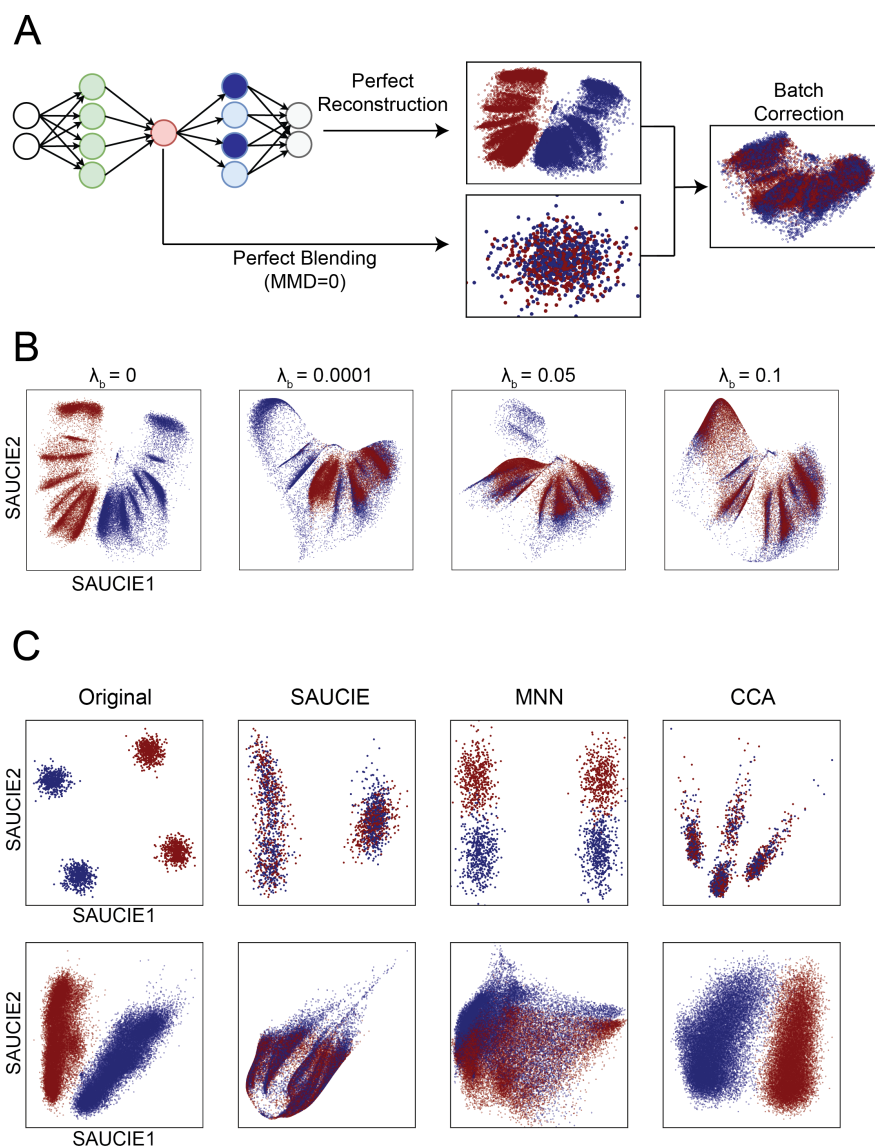 A
Perfect
Reconstruction
Batch
Correction
Perfect Blending
(MMD=0)
B
λb = 0
λb = 0.0001
λb = 0.05
λb = 0.1
SAUCIE2
SAUCIE1
C
Original
SAUCIE
MNN
CCA
SAUCIE2
SAUCIE1
SAUCIE2
SAUCIE1